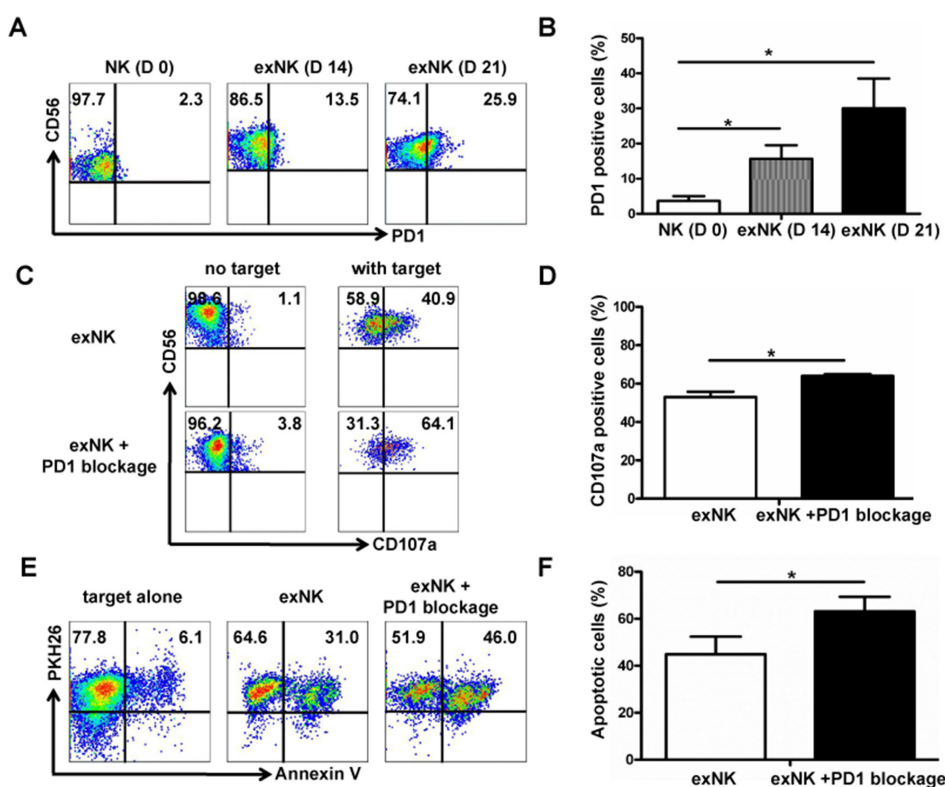 A
NK (D 0) exNK (D 14) exNK (D 21)
97.7 2.3 86.5 13.5 74.1 25.9
CD56
PD1
B
PD1 positive cells (%)
50
40
30
20
10
0
* *
NK (D 0) exNK (D 14) exNK (D 21)
C
no target with target
exNK
98.6 1.1 58.9 40.9
CD56
exNK +
PD1 blockage
96.2 3.8 31.3 64.1
CD107a
D
CD107a positive cells (%)
100
80
60
40
20
0
*
exNK exNK +PD1 blockage
E
target alone exNK exNK +
PD1 blockage
77.8 6.1 64.6 31.0 51.9 46.0
PKH26
Annexin V
F
Apoptotic cells (%)
80
60
40
20
0
*
exNK exNK +PD1 blockage